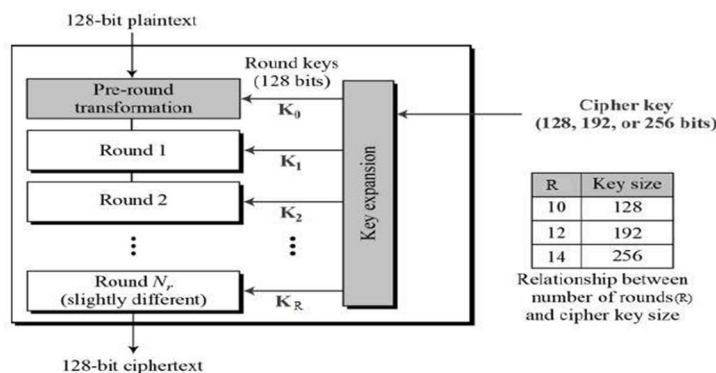 128-bit plaintext
Round keys
(128 bits)
Pre-round
transformation
K0
Cipher key
(128, 192, or 256 bits)
Round 1
K1
Key expansion
Round 2
K2
R Key size
10 128
12 192
14 256
Round Nr
(slightly different)
KR
Relationship between
number of rounds(R)
and cipher key size
128-bit ciphertext